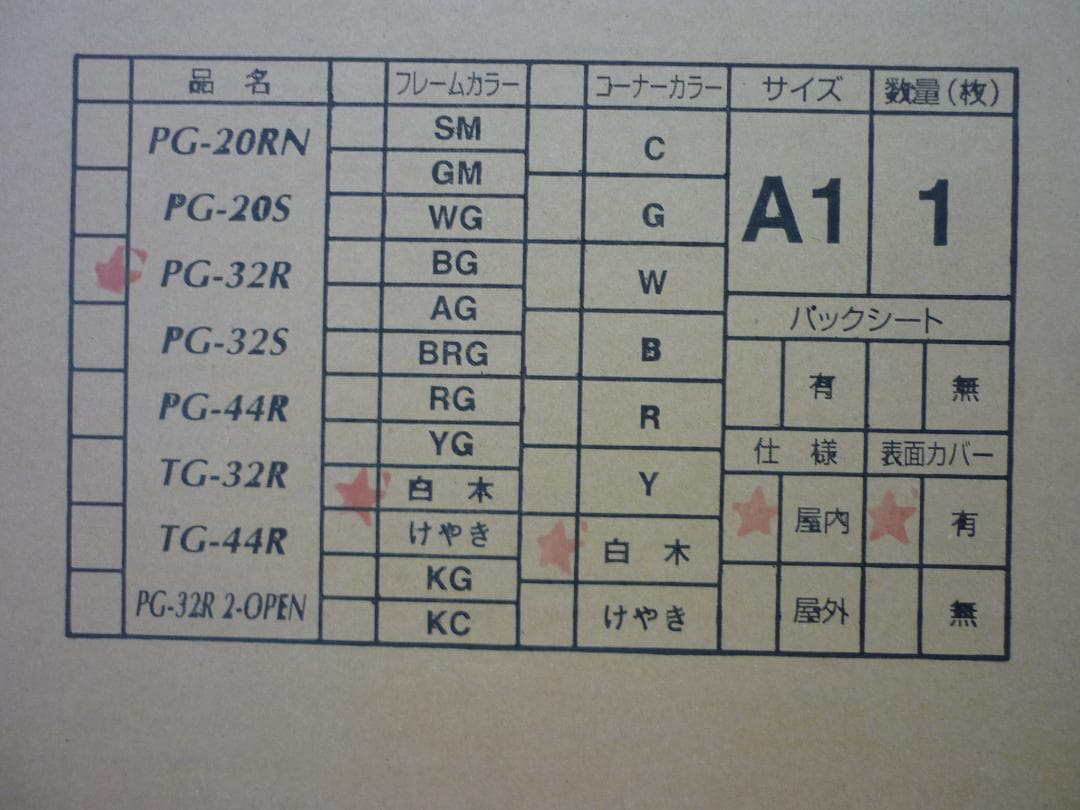 品名 フレームカラー コーナーカラー サイズ 数量(枚)
PG-20RN
PG-20S
PG-32R
PG-32S
PG-44R
TG-32R
TG-44R
PG-32R 2-OPEN
SM
GM
WG
BG
AG
BRG
RG
YG
白木
けやき
KG
KC
C
G
W
B
R
Y
白木
けやき
A1 1
バックシート
有 無
仕様 表面カバー
屋内 有
屋外 無